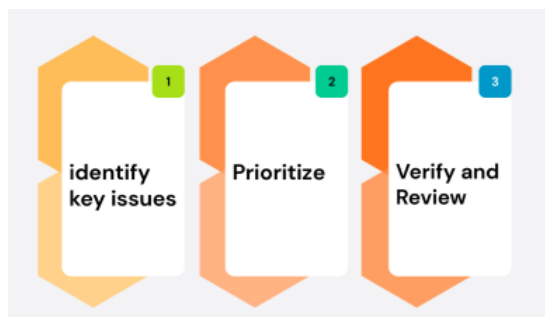 1
identify
key issues
2
Prioritize
3
Verify and
Review